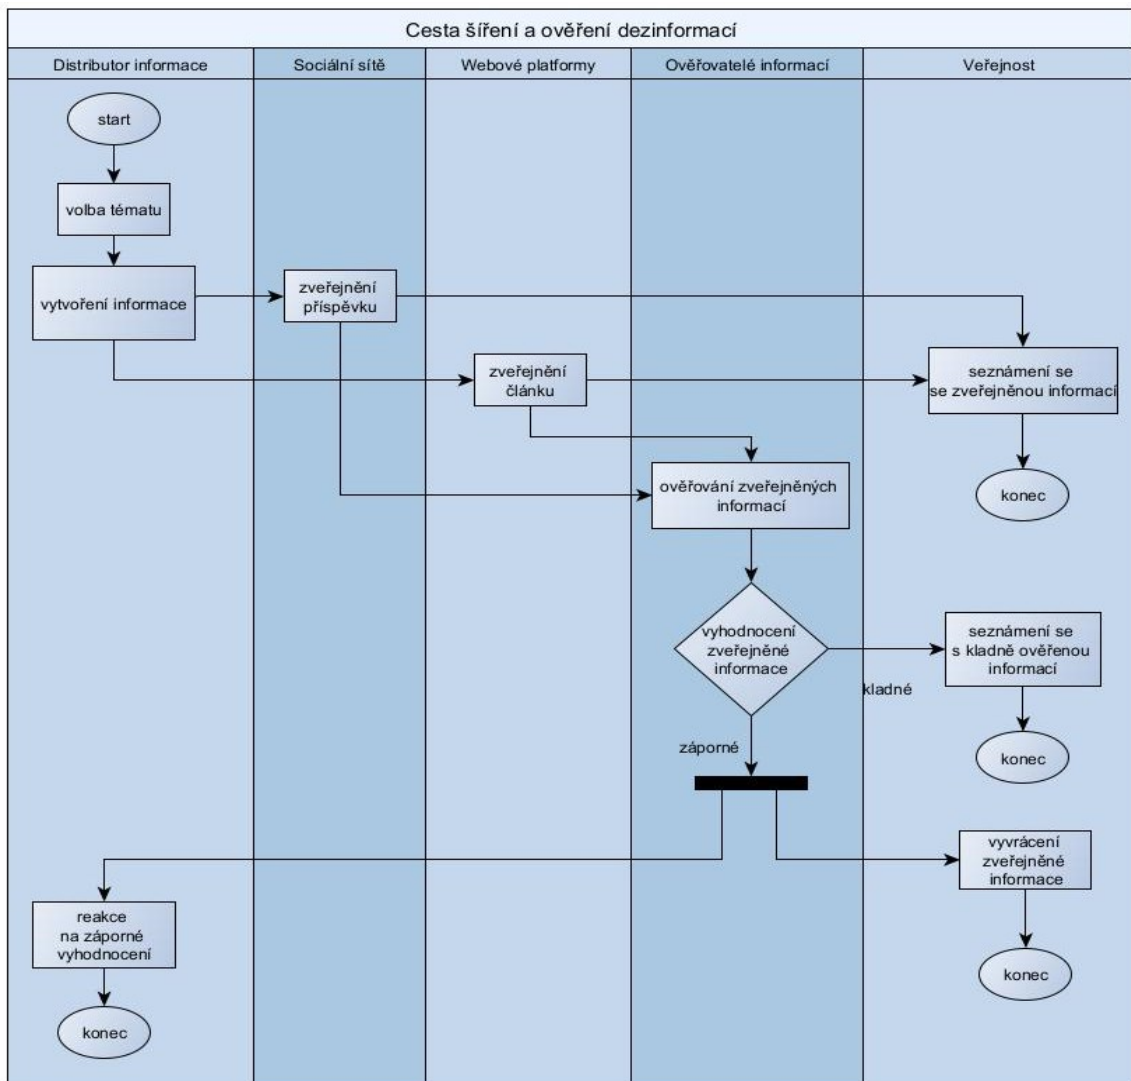 Cesta šíření a ověření dezinformací
Distributor informace
Sociální sítě
Webové platformy
Ověřovatelé informací
Veřejnost
start
volba tématu
vytvoření informace
zveřejnění
příspěvku
zveřejnění
článku
seznámení se
se zveřejněnou informací
ověřování zveřejněných
informací
konec
vyhodnocení
zveřejněné
informace
seznámení se
s kladně ověřenou
informací
kladné
záporné
konec
vyvrácení
zveřejněné
informace
reakce
na záporné
vyhodnocení
konec
konec